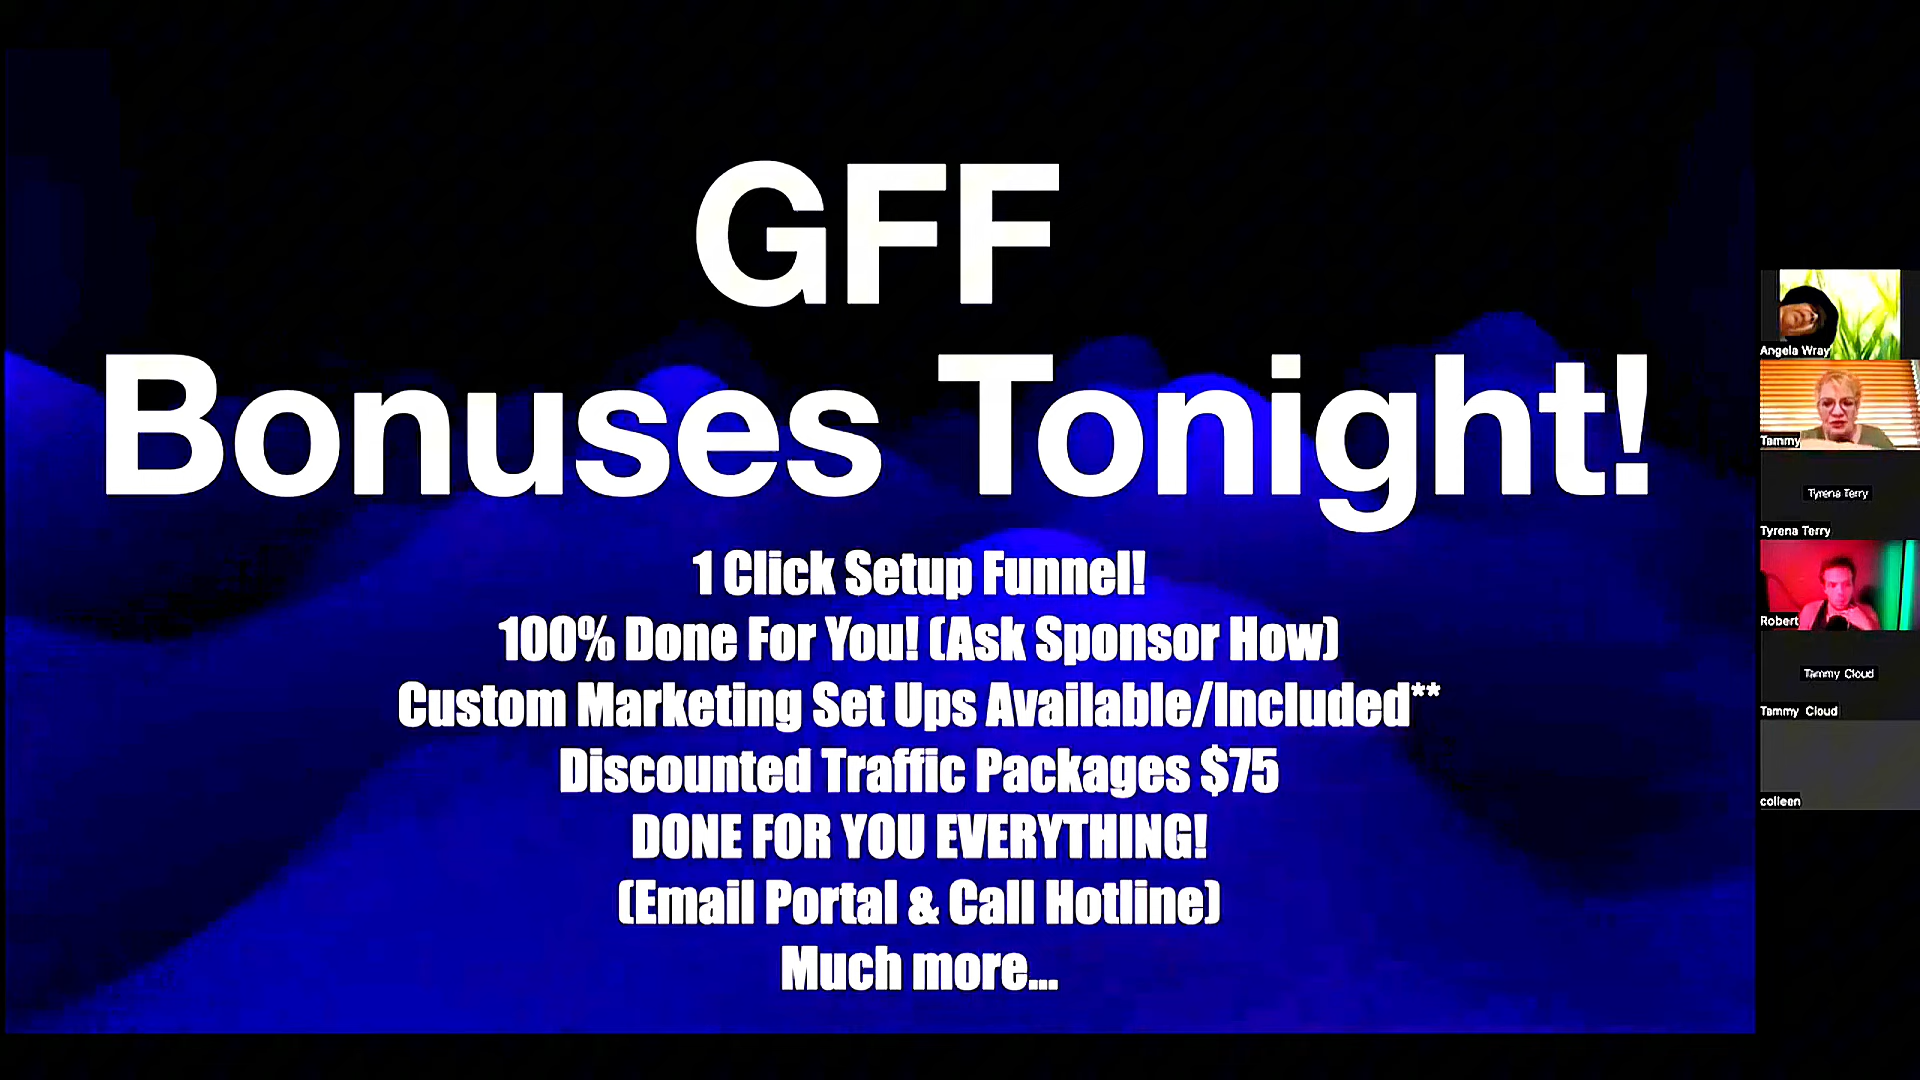 GFF
Bonuses Tonight!
1 Click Setup Funnel!
100% Done For You! (Ask Sponsor How)
Custom Marketing Set Ups Available/Included**
Discounted Traffic Packages $75
DONE FOR YOU EVERYTHING!
(Email Portal & Call Hotline)
Much more...
Angela Wray
Tammy
Tyrena Terry
Tyrena Terry
Robert
Tammy Cloud
Tammy Cloud
colleen